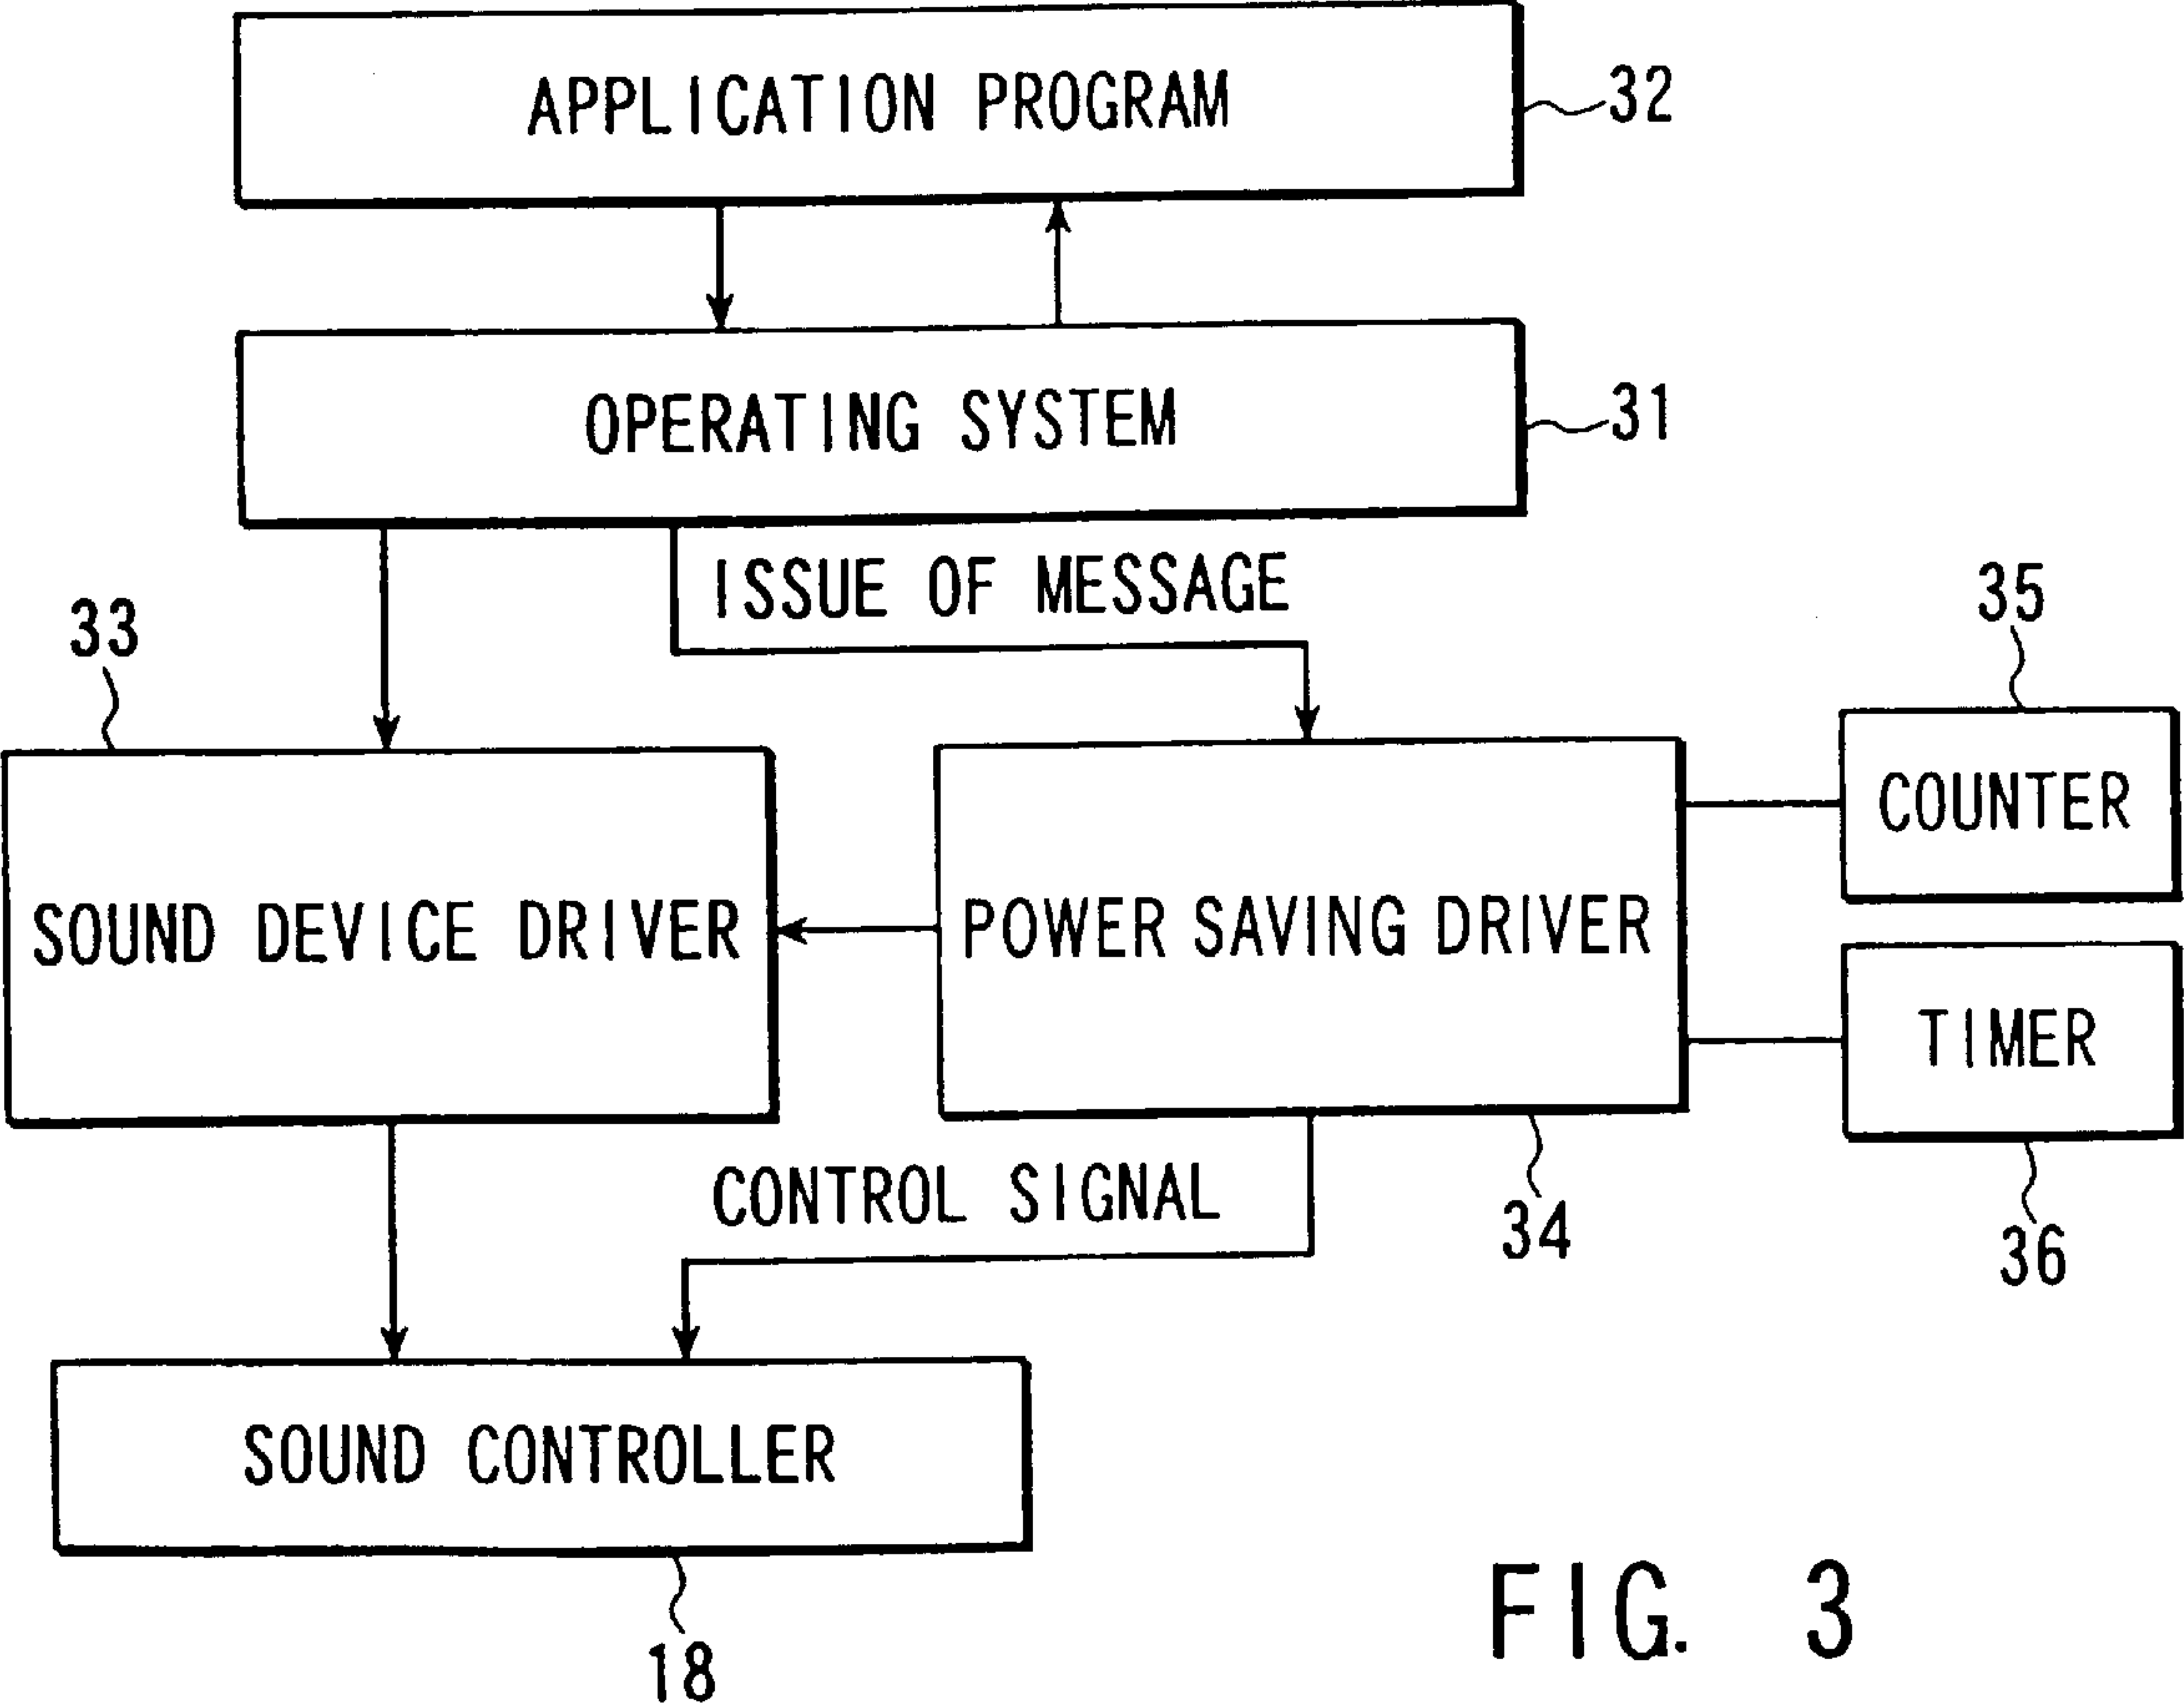 APPLICATION PROGRAM
32
OPERATING SYSTEM
31
ISSUE OF MESSAGE
33
35
COUNTER
SOUND DEVICE DRIVER
POWER SAVING DRIVER
TIMER
CONTROL SIGNAL
34
36
SOUND CONTROLLER
18
FIG. 3